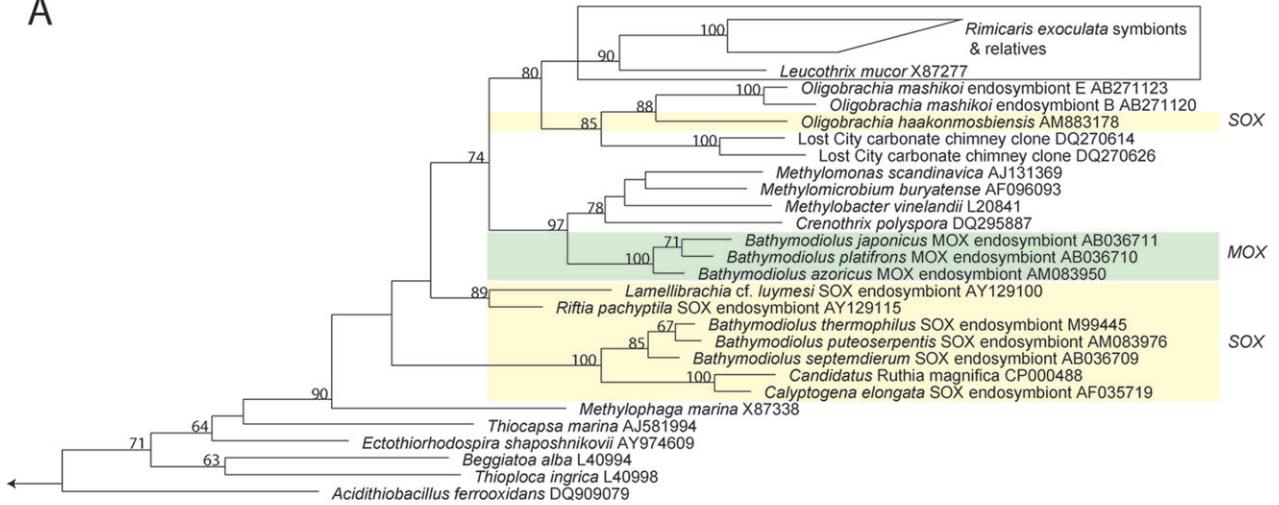 A
100
Rimicaris exoculata symbionts
& relatives
90
Leucothrix mucor X87277
80
100
Oligobrachia mashikoi endosymbiont E AB271123
88
Oligobrachia mashikoi endosymbiont B AB271120
85
Oligobrachia haakonmosbiensis AM883178
SOX
100
Lost City carbonate chimney clone DQ270614
Lost City carbonate chimney clone DQ270626
74
Methylomonas scandinavica AJ131369
Methylomicrobium buryatense AF096093
78
Methylobacter vinelandii L20841
97
Crenothrix polyspora DQ295887
71
Bathymodiolus japonicus MOX endosymbiont AB036711
100
Bathymodiolus platifrons MOX endosymbiont AB036710
MOX
Bathymodiolus azoricus MOX endosymbiont AM083950
89
Lamellibrachia cf. luymesi SOX endosymbiont AY129100
Riftia pachyptila SOX endosymbiont AY129115
67
Bathymodiolus thermophilus SOX endosymbiont M99445
85
Bathymodiolus puteoserpentis SOX endosymbiont AM083976
SOX
100
Bathymodiolus septemdierum SOX endosymbiont AB036709
100
Candidatus Ruthia magnifica CP000488
Calyptogena elongata SOX endosymbiont AF035719
90
Methylophaga marina X87338
64
Thiocapsa marina AJ581994
71
Ectothiorhodospira shaposhnikovii AY974609
63
Beggiatoa alba L40994
Thioploca ingrica L40998
Acidithiobacillus ferrooxidans DQ909079